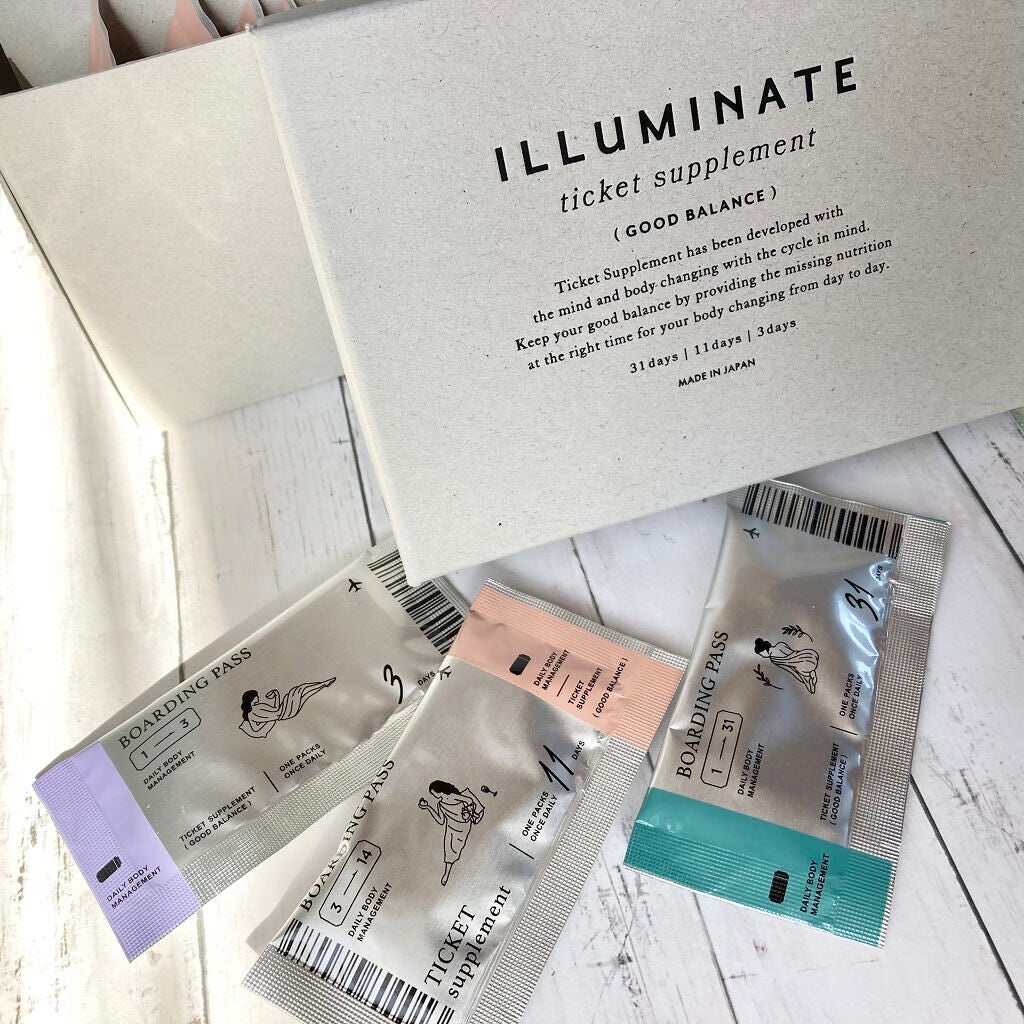 ILLUMINATE
ticket supplement
( GOOD BALANCE )
Ticket Supplement has been developed with
the mind and body changing with the cycle in mind.
Keep your good balance by providing the missing nutrition
at the right time for your body changing from day to day.
31days | 11days | 3days
MADE IN JAPAN
BOARDING PASS
1 3
DAILY BODY
MANAGEMENT
3 DAYS
ONE PACKS
ONCE DAILY
TICKET SUPPLEMENT
( GOOD BALANCE )
DAILY BODY
MANAGEMENT
DAILY BODY
MANAGEMENT
TICKET
SUPPLEMENT
( GOOD BALANCE )
BOARDING PASS
3 14
DAILY BODY
MANAGEMENT
11 DAYS
ONE PACKS
ONCE DAILY
TICKET
supplement
BOARDING PASS
1 31
DAILY BODY
MANAGEMENT
31 DAYS
ONE PACKS
ONCE DAILY
TICKET SUPPLEMENT
( GOOD BALANCE )
DAILY BODY
MANAGEMENT